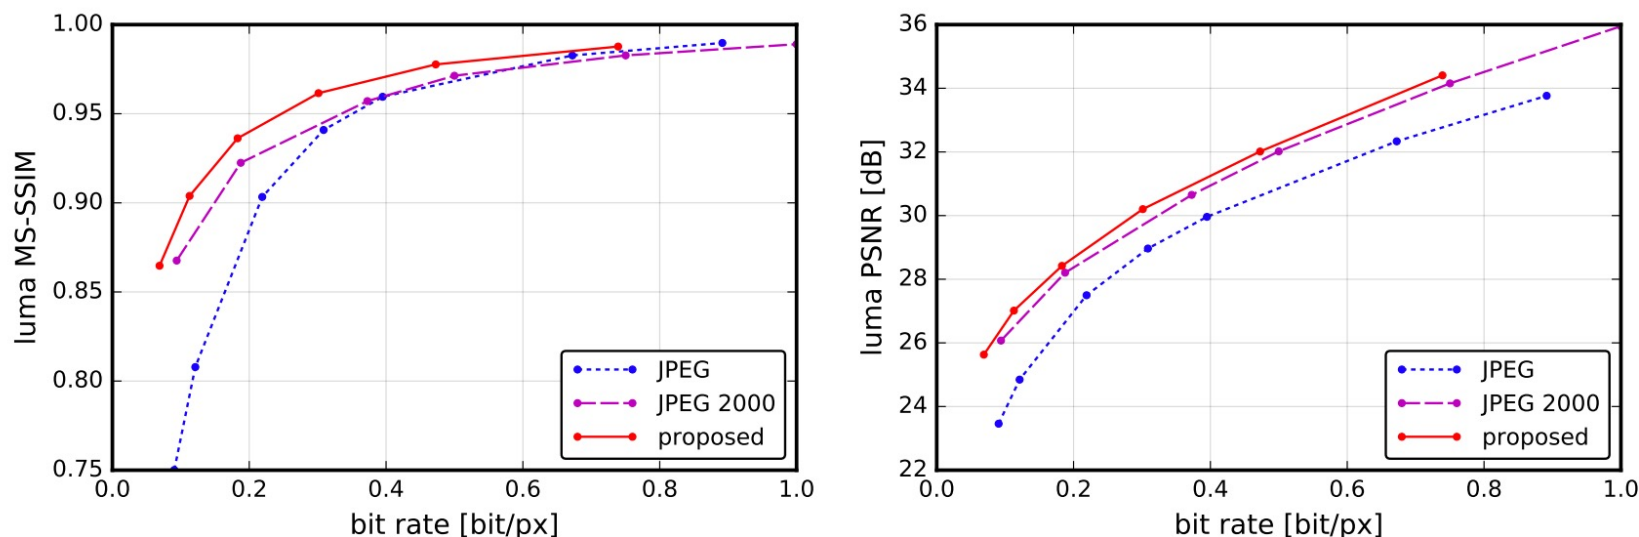 1.00
0.95
0.90
0.85
0.80
0.75
luma MS-SSIM
0.0 0.2 0.4 0.6 0.8 1.0
bit rate [bit/px]
JPEG
JPEG 2000
proposed
36
34
32
30
28
26
24
22
luma PSNR [dB]
0.0 0.2 0.4 0.6 0.8 1.0
bit rate [bit/px]
JPEG
JPEG 2000
proposed